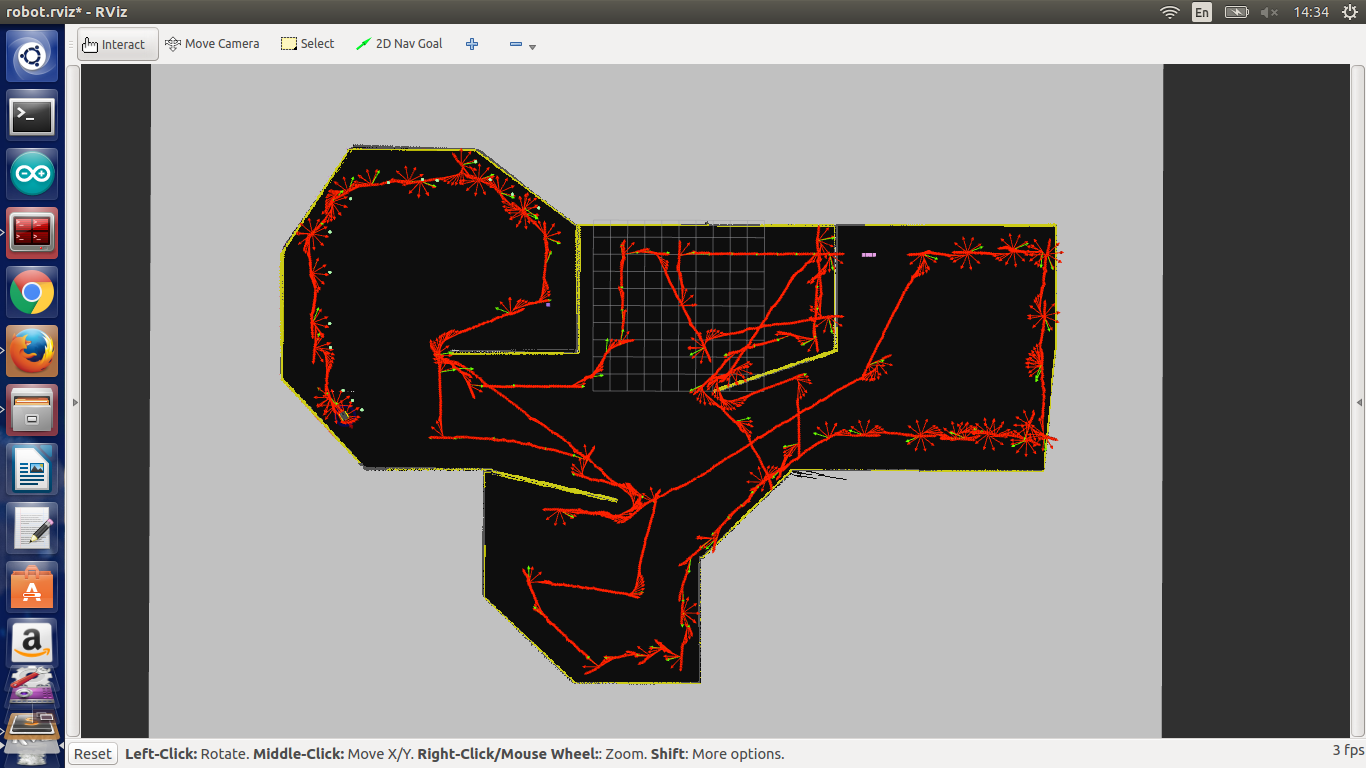 robot.rviz* - RViz
En
14:34
Interact
Move Camera
Select
2D Nav Goal
Reset
Left-Click: Rotate. Middle-Click: Move X/Y. Right-Click/Mouse Wheel:: Zoom. Shift: More options.
3 fps